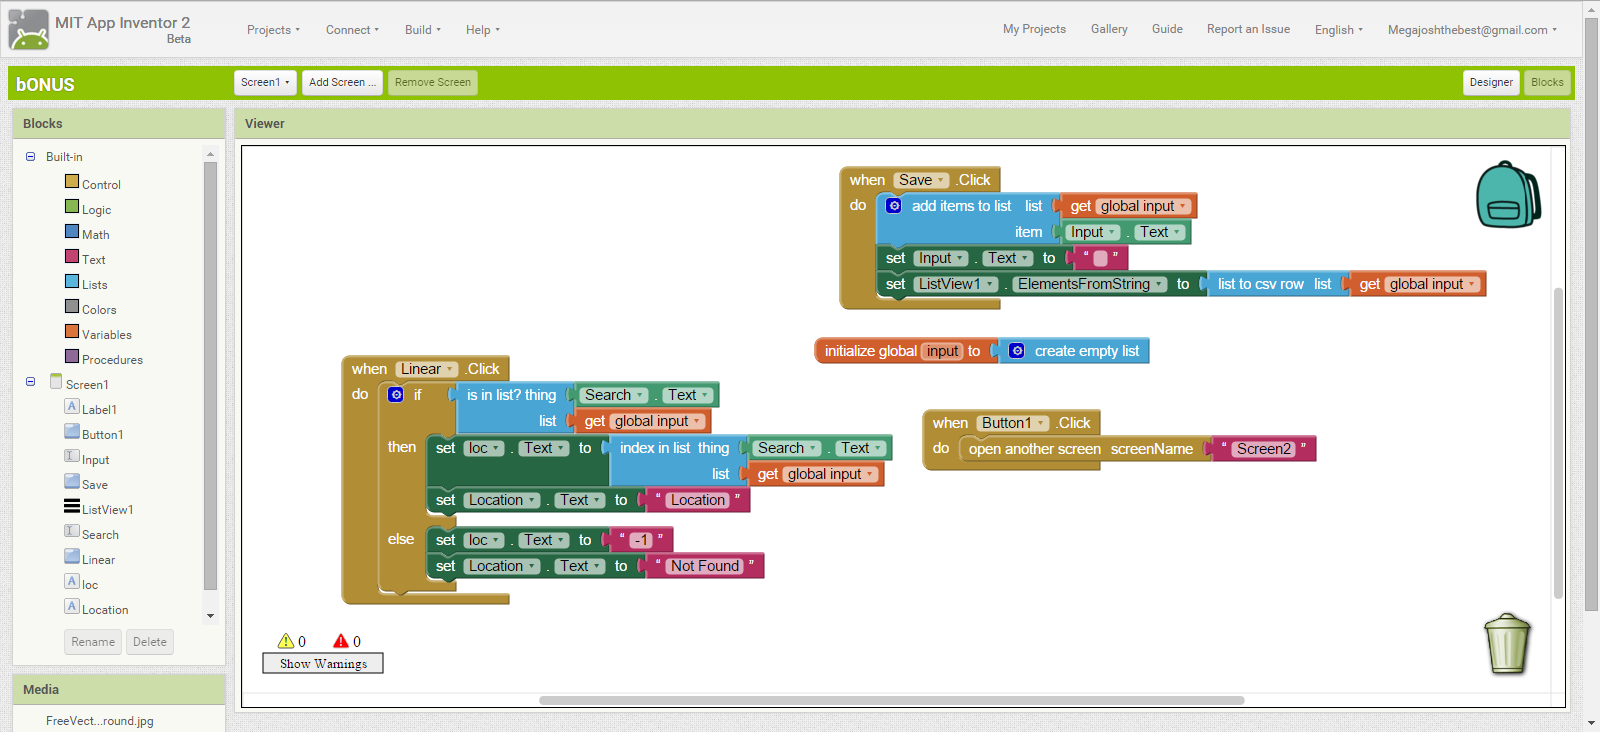 MIT App Inventor 2
Beta
Projects Connect Build Help My Projects Gallery Guide Report an Issue English Megajoshthebest@gmail.com
bONUS Screen1 Add Screen ... Remove Screen Designer Blocks
Blocks
Built-in
Control
Logic
Math
Text
Lists
Colors
Variables
Procedures
Screen1
Label1
Button1
Input
Save
ListView1
Search
Linear
loc
Location
Rename Delete
Media
FreeVect...round.jpg
Viewer
when Save .Click
do add items to list list get global input
item Input . Text
set Input . Text to “ ”
set ListView1 . ElementsFromString to list to csv row list get global input
initialize global input to create empty list
when Linear .Click
do if is in list? thing Search . Text
list get global input
then set loc . Text to index in list thing Search . Text
list get global input
set Location . Text to “ Location ”
else set loc . Text to “ -1 ”
set Location . Text to “ Not Found ”
when Button1 .Click
do open another screen screenName “ Screen2 ”
0 0
Show Warnings